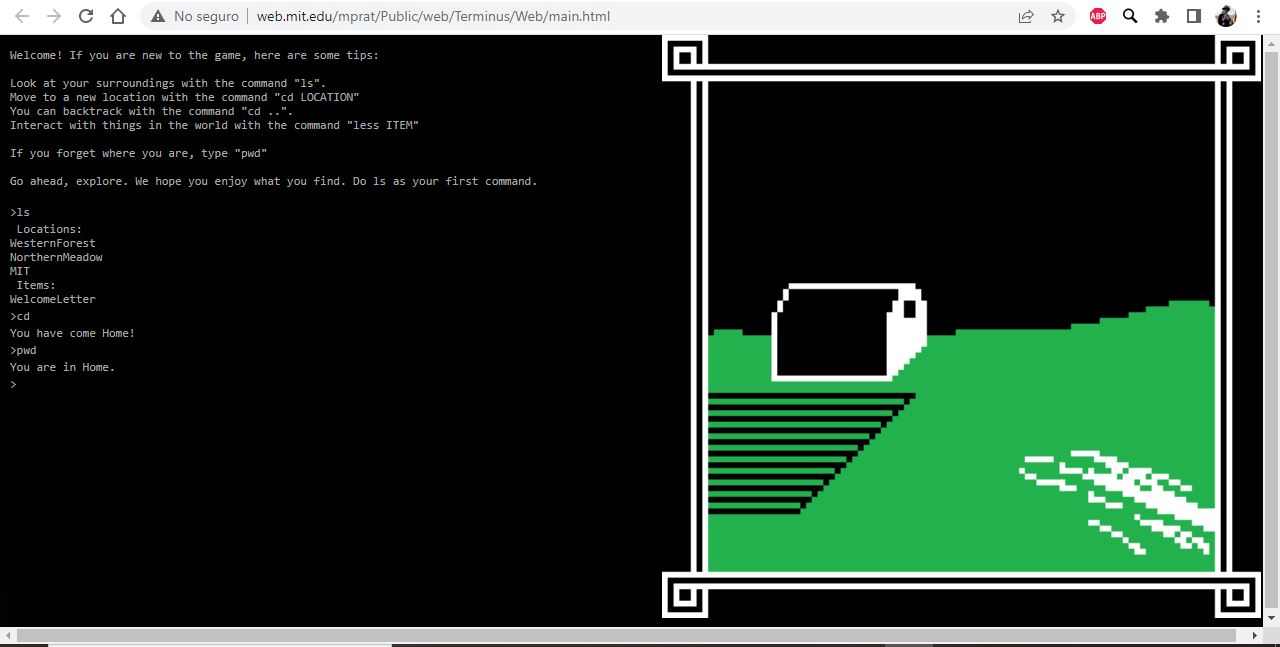 No seguro
web.mit.edu/mprat/Public/web/Terminus/Web/main.html
ABP
Welcome! If you are new to the game, here are some tips:
Look at your surroundings with the command "ls".
Move to a new location with the command "cd LOCATION"
You can backtrack with the command "cd ..".
Interact with things in the world with the command "less ITEM"
If you forget where you are, type "pwd"
Go ahead, explore. We hope you enjoy what you find. Do ls as your first command.
>ls
Locations:
WesternForest
NorthernMeadow
MIT
Items:
WelcomeLetter
>cd
You have come Home!
>pwd
You are in Home.
>